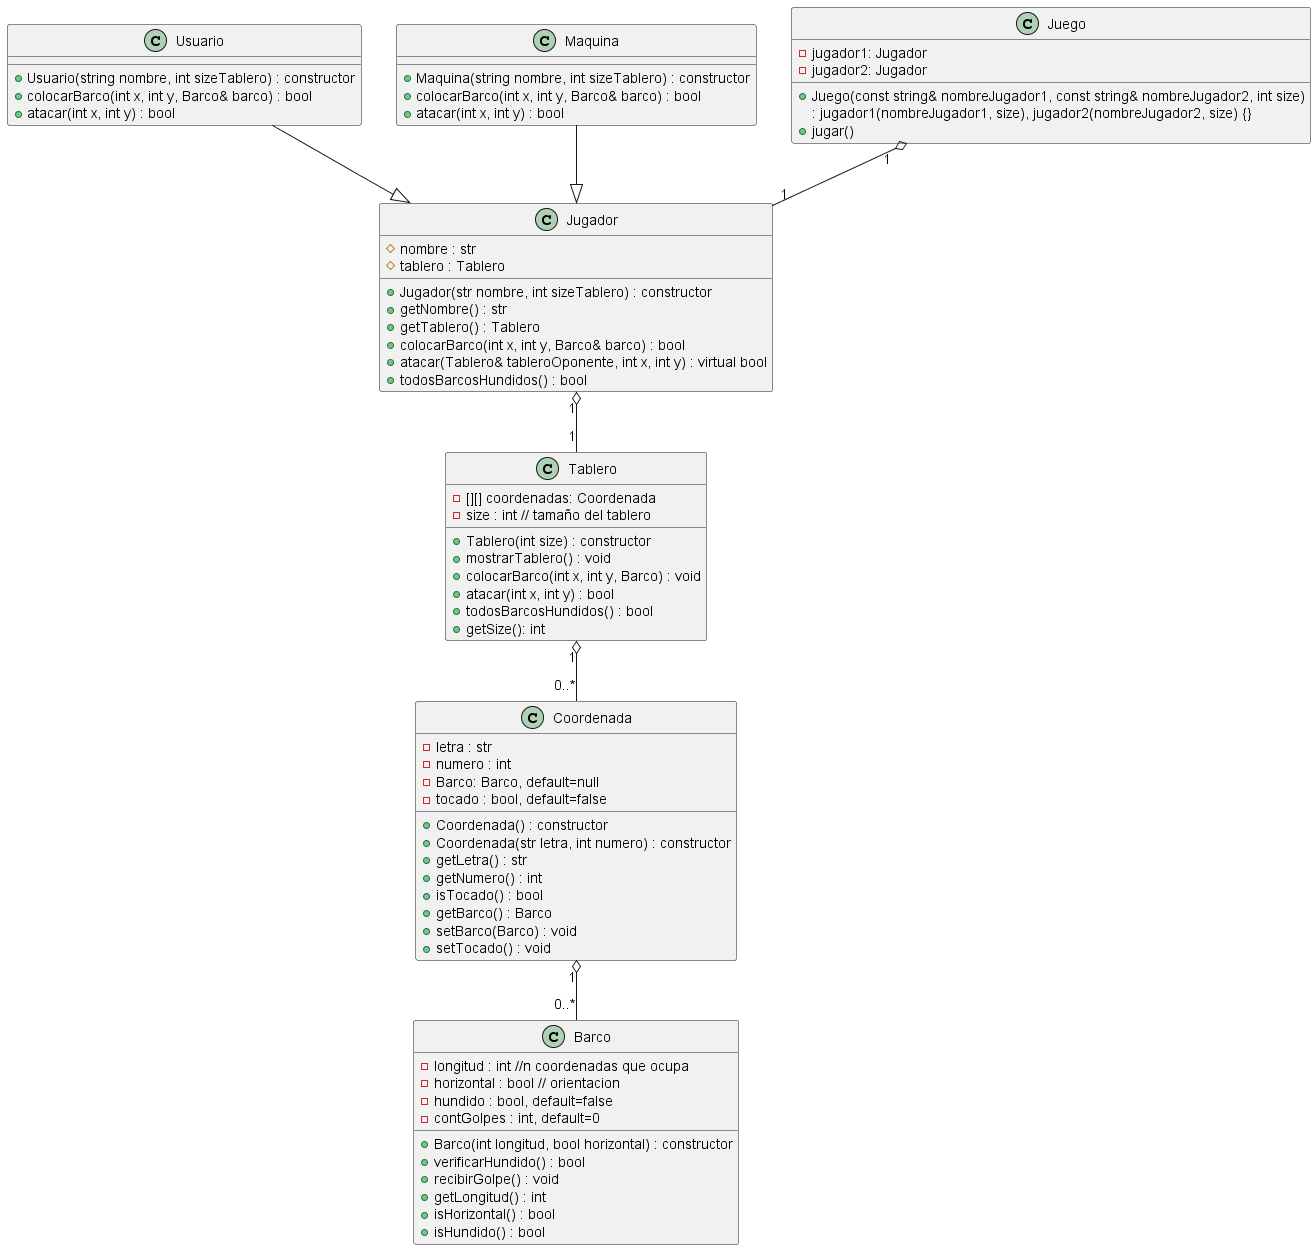 C Usuario
Usuario(string nombre, int sizeTablero) : constructor
colocarBarco(int x, int y, Barco& barco) : bool
atacar(int x, int y) : bool
C Maquina
Maquina(string nombre, int sizeTablero) : constructor
colocarBarco(int x, int y, Barco& barco) : bool
atacar(int x, int y) : bool
C Juego
jugador1: Jugador
jugador2: Jugador
Juego(const string& nombreJugador1, const string& nombreJugador2, int size)
: jugador1(nombreJugador1, size), jugador2(nombreJugador2, size) {}
jugar()
1
1
C Jugador
nombre : str
tablero : Tablero
Jugador(str nombre, int sizeTablero) : constructor
getNombre() : str
getTablero() : Tablero
colocarBarco(int x, int y, Barco& barco) : bool
atacar(Tablero& tableroOponente, int x, int y) : virtual bool
todosBarcosHundidos() : bool
1
1
C Tablero
[][] coordenadas: Coordenada
size : int // tamaño del tablero
Tablero(int size) : constructor
mostrarTablero() : void
colocarBarco(int x, int y, Barco) : void
atacar(int x, int y) : bool
todosBarcosHundidos() : bool
getSize(): int
1
0..*
C Coordenada
letra : str
numero : int
Barco: Barco, default=null
tocado : bool, default=false
Coordenada() : constructor
Coordenada(str letra, int numero) : constructor
getLetra() : str
getNumero() : int
isTocado() : bool
getBarco() : Barco
setBarco(Barco) : void
setTocado() : void
1
0..*
C Barco
longitud : int //n coordenadas que ocupa
horizontal : bool // orientacion
hundido : bool, default=false
contGolpes : int, default=0
Barco(int longitud, bool horizontal) : constructor
verificarHundido() : bool
recibirGolpe() : void
getLongitud() : int
isHorizontal() : bool
isHundido() : bool